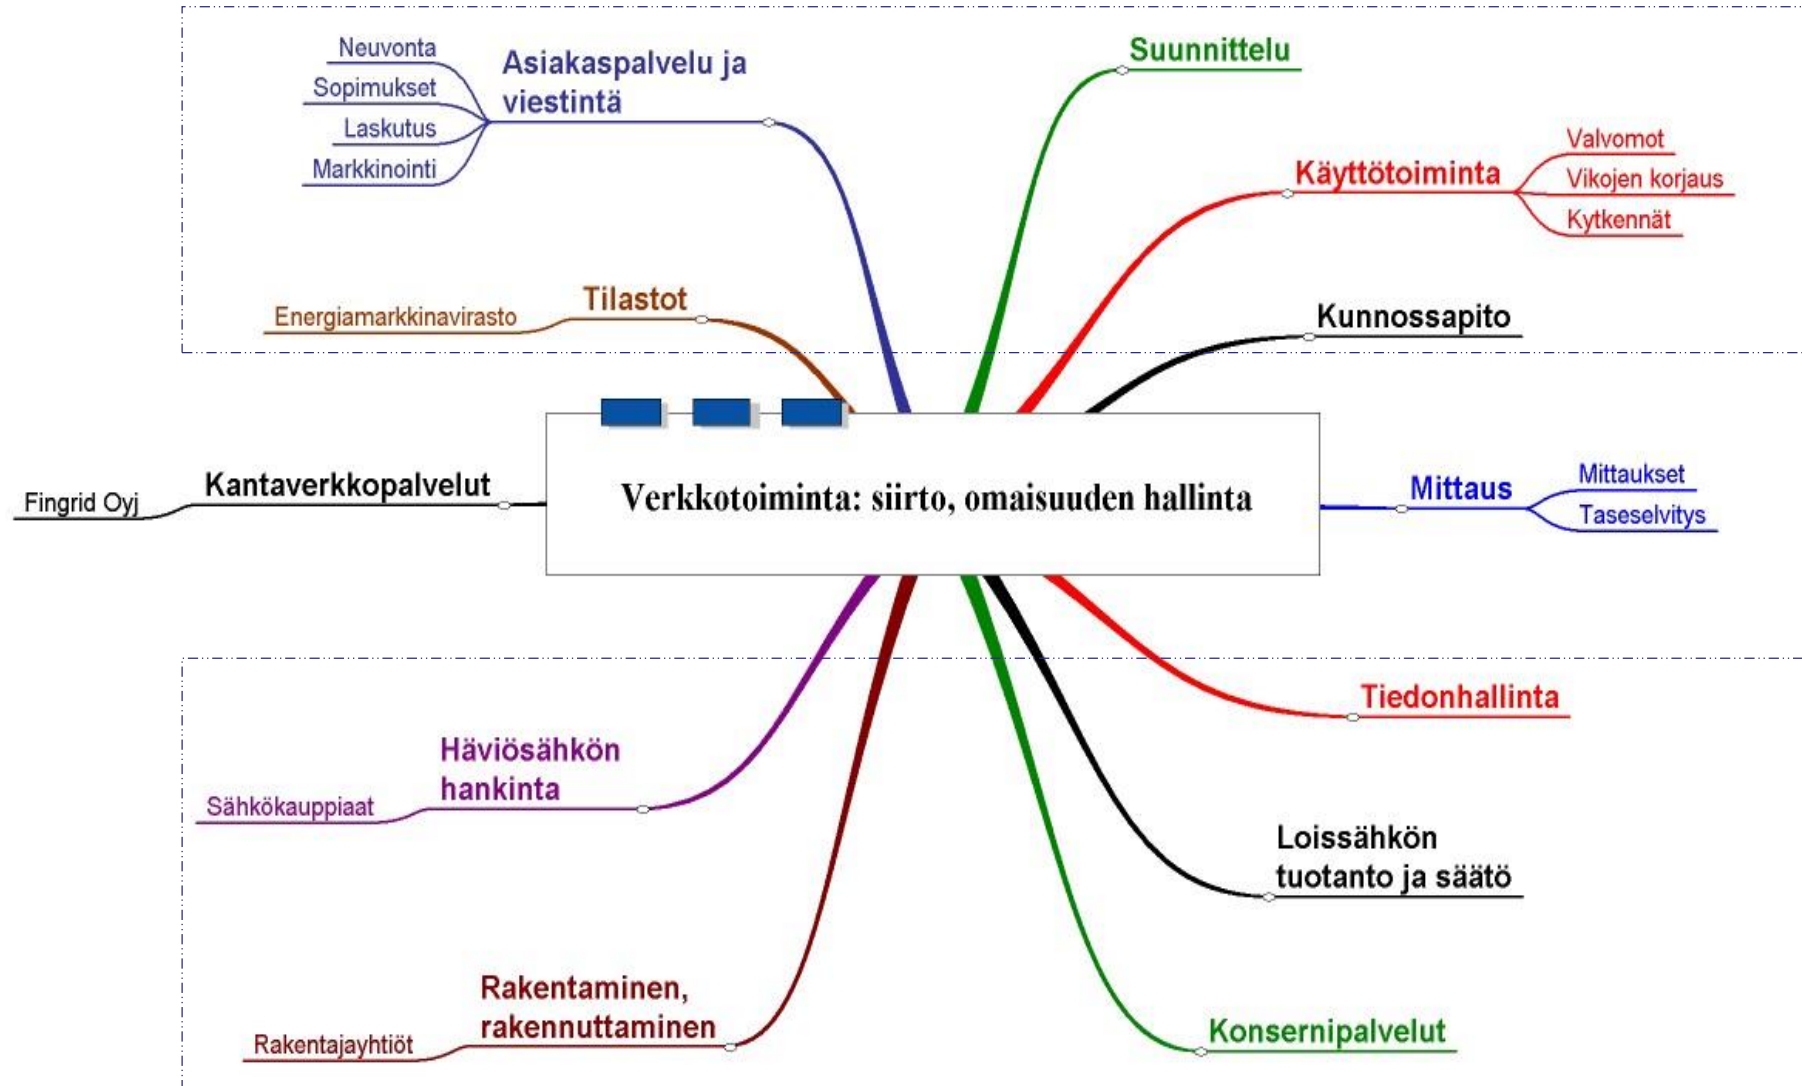 Neuvonta
Sopimukset
Laskutus
Markkinointi
Asiakaspalvelu ja
viestintä
Suunnittelu
Käyttötoiminta
Valvomot
Vikojen korjaus
Kytkennät
Energiamarkkinavirasto
Tilastot
Kunnossapito
Fingrid Oyj
Kantaverkkopalvelut
Verkkotoiminta: siirto, omaisuuden hallinta
Mittaus
Mittaukset
Taseselvitys
Tiedonhallinta
Häviösähkön
hankinta
Sähkökauppiaat
Loissähkön
tuotanto ja säätö
Rakentaminen,
rakennuttaminen
Rakentajayhtiöt
Konsernipalvelut